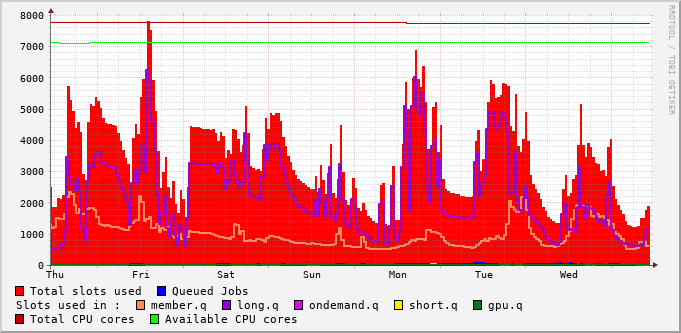 8000
7000
6000
5000
4000
3000
2000
1000
0
Thu Fri Sat Sun Mon Tue Wed
RRDTOOL / TOBI OETIKER
Total slots used Queued Jobs
Slots used in : member.q long.q ondemand.q short.q gpu.q
Total CPU cores Available CPU cores